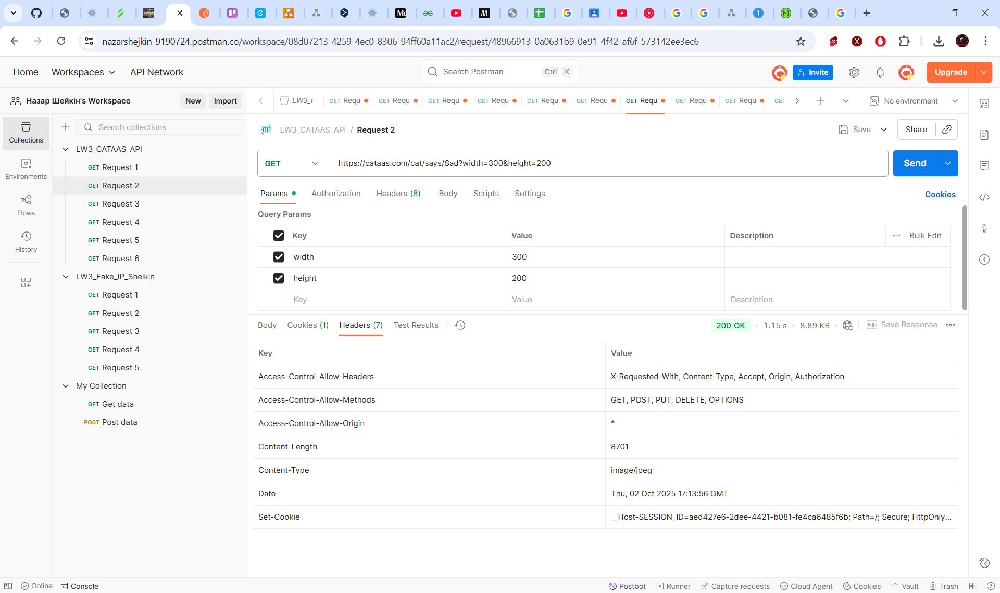 nazarshejkin-9190724.postman.co/workspace/08d07213-4259-4ec0-8306-94ff60a11ac2/request/48966913-0a0631b9-0e91-4f42-af6f-573142ee3ec6
Home Workspaces API Network
Search Postman Ctrl K
Invite Upgrade
Назар Шейкін's Workspace New Import
LW3_F GET Requ GET Requ GET Requ GET Requ GET Requ GET Requ GET Requ GET Requ GET Requ GET
No environment
Collections
Environments
Flows
History
Search collections
LW3_CATAAS_API
GET Request 1
GET Request 2
GET Request 3
GET Request 4
GET Request 5
GET Request 6
LW3_Fake_IP_Sheikin
GET Request 1
GET Request 2
GET Request 3
GET Request 4
GET Request 5
My Collection
GET Get data
POST Post data
HTTP LW3_CATAAS_API / Request 2
Save Share
GET https://cataas.com/cat/says/Sad?width=300&height=200 Send
Params Authorization Headers (8) Body Scripts Settings Cookies
Query Params
Key Value Description Bulk Edit
width 300
height 200
Key Value Description
Body Cookies (1) Headers (7) Test Results
200 OK 1.15 s 8.89 KB e.g. Save Response
Key Value
Access-Control-Allow-Headers X-Requested-With, Content-Type, Accept, Origin, Authorization
Access-Control-Allow-Methods GET, POST, PUT, DELETE, OPTIONS
Access-Control-Allow-Origin *
Content-Length 8701
Content-Type image/jpeg
Date Thu, 02 Oct 2025 17:13:56 GMT
Set-Cookie __Host-SESSION_ID=aed427e6-2dee-4421-b081-fe4ca6485f6b; Path=/; Secure; HttpOnly...
Online Console
Postbot Runner Capture requests Cloud Agent Cookies Vault Trash